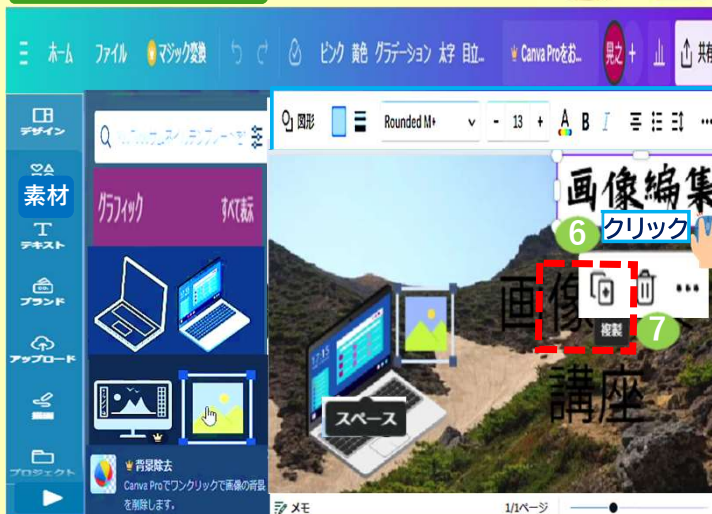 ホーム ファイル マジック変換 ピンク 黄色 グラデーション 太字 目立... Canva Proをお... 晃之 + 共有
デザイン
素材
テキスト
ブランド
アップロード
プロジェクト
グラフィック すべて表示
背景除去
Canva Proでワンクリックで画像の背景
を削除します。
図形 Rounded M+ - 13 + A B I ...
画像編集
6 クリック
画像
複製 7
講座
17:15
スペース
メモ 1/1ページ